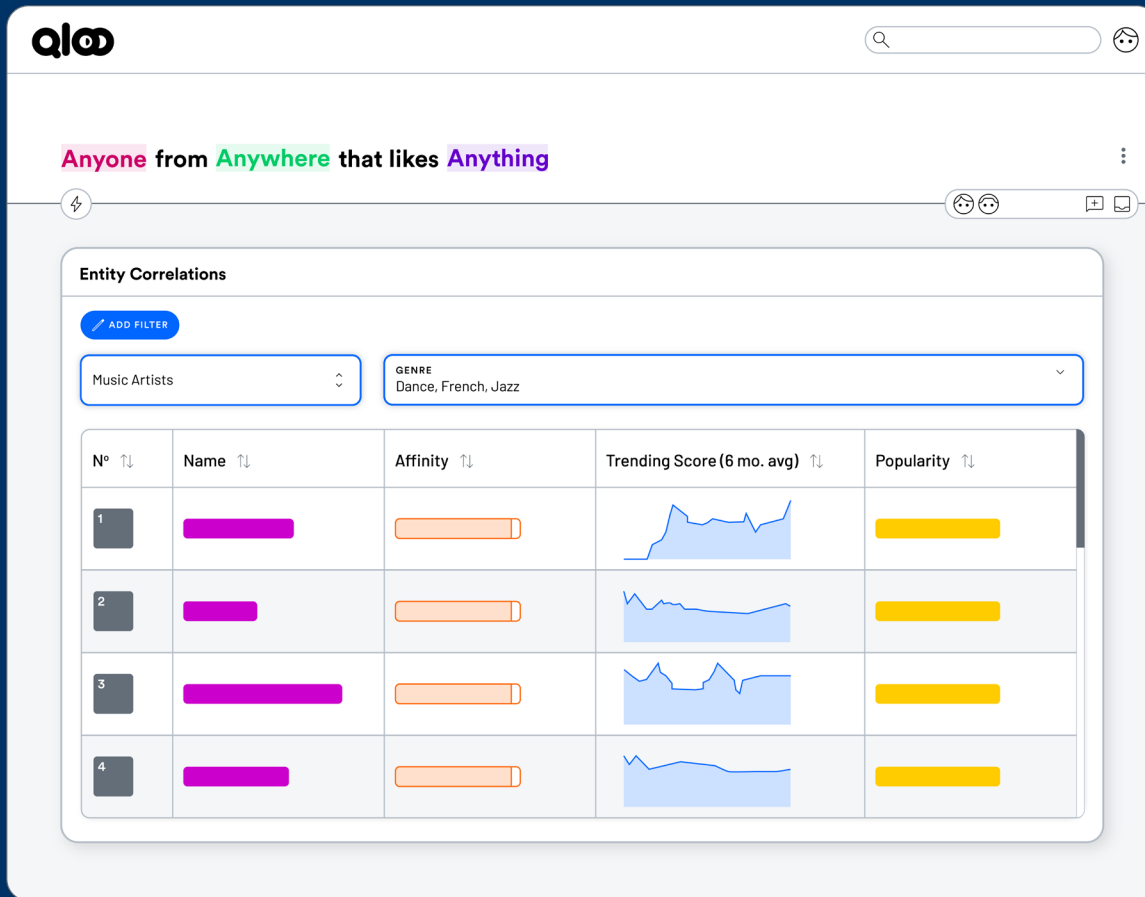 qloo
Anyone from Anywhere that likes Anything
Entity Correlations
ADD FILTER
Music Artists
GENRE
Dance, French, Jazz
Nº Name Affinity Trending Score (6 mo. avg) Popularity
1
2
3
4